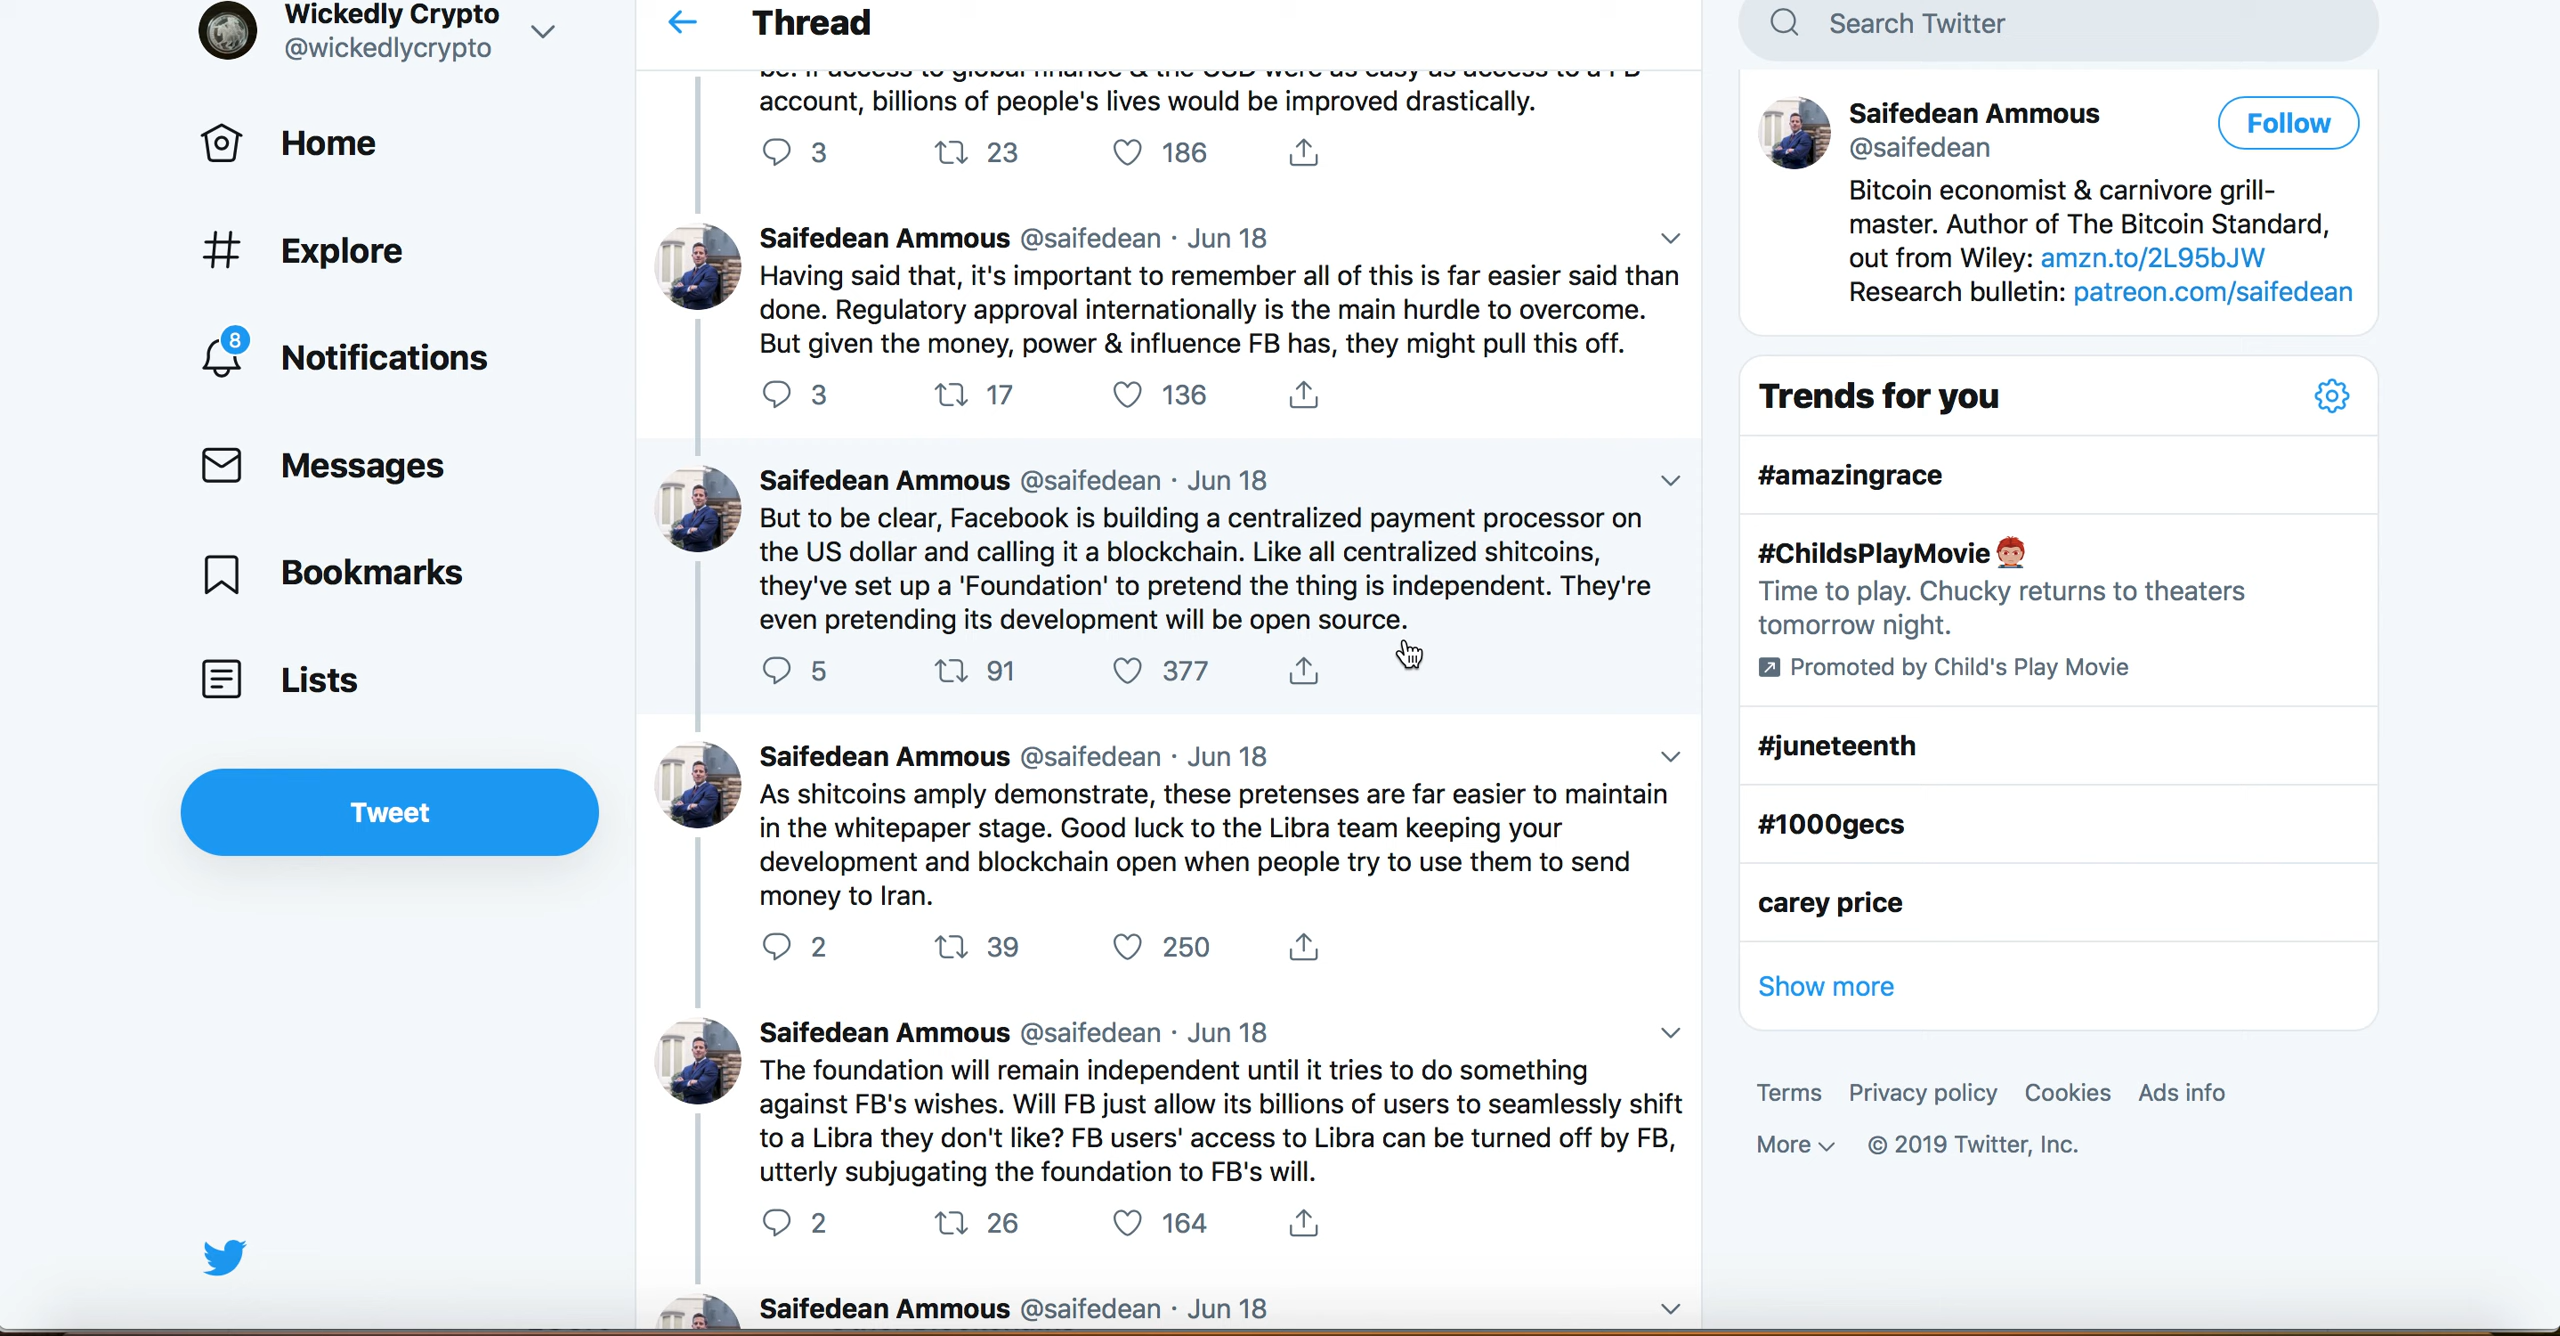 Wickedly Crypto
@wickedlycrypto
Home
Explore
8
Notifications
Messages
Bookmarks
Lists
Tweet
Thread
be. If access to global finance & the USD were as easy as access to a FB
account, billions of people's lives would be improved drastically.
3 23 186
Saifedean Ammous @saifedean · Jun 18
Having said that, it's important to remember all of this is far easier said than
done. Regulatory approval internationally is the main hurdle to overcome.
But given the money, power & influence FB has, they might pull this off.
3 17 136
Saifedean Ammous @saifedean · Jun 18
But to be clear, Facebook is building a centralized payment processor on
the US dollar and calling it a blockchain. Like all centralized shitcoins,
they've set up a 'Foundation' to pretend the thing is independent. They're
even pretending its development will be open source.
5 91 377
Saifedean Ammous @saifedean · Jun 18
As shitcoins amply demonstrate, these pretenses are far easier to maintain
in the whitepaper stage. Good luck to the Libra team keeping your
development and blockchain open when people try to use them to send
money to Iran.
2 39 250
Saifedean Ammous @saifedean · Jun 18
The foundation will remain independent until it tries to do something
against FB's wishes. Will FB just allow its billions of users to seamlessly shift
to a Libra they don't like? FB users' access to Libra can be turned off by FB,
utterly subjugating the foundation to FB's will.
2 26 164
Saifedean Ammous @saifedean · Jun 18
Search Twitter
Saifedean Ammous
@saifedean
Follow
Bitcoin economist & carnivore grill-
master. Author of The Bitcoin Standard,
out from Wiley: amzn.to/2L95bJW
Research bulletin: patreon.com/saifedean
Trends for you
#amazingrace
#ChildsPlayMovie
Time to play. Chucky returns to theaters
tomorrow night.
Promoted by Child's Play Movie
#juneteenth
#1000gecs
carey price
Show more
Terms Privacy policy Cookies Ads info
More © 2019 Twitter, Inc.